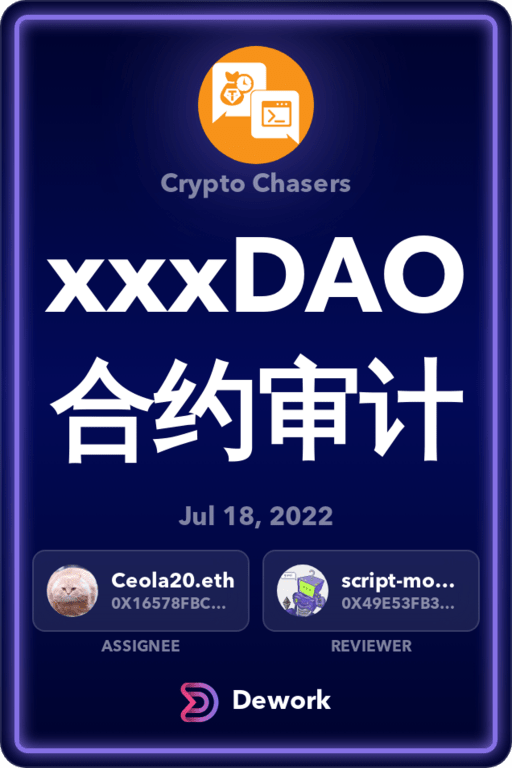 Crypto Chasers
xxxDAO
合约审计
Jul 18, 2022
Ceola20.eth
0X16578FBC...
script-mo...
0X49E53FB3...
ASSIGNEE
REVIEWER
Dework